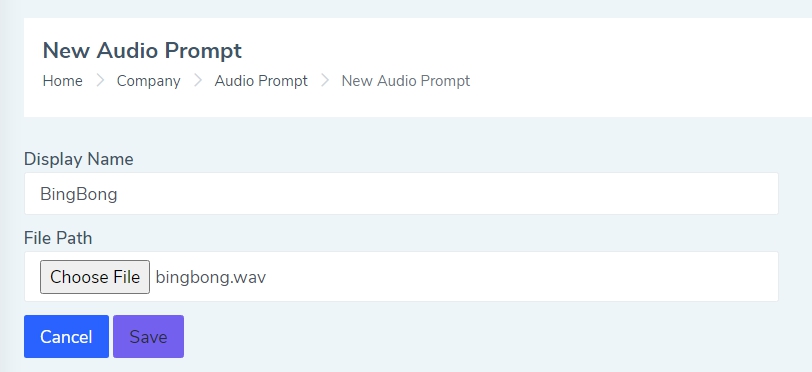 New Audio Prompt
Home > Company > Audio Prompt > New Audio Prompt
Display Name
BingBong
File Path
Choose File bingbong.wav
Cancel Save